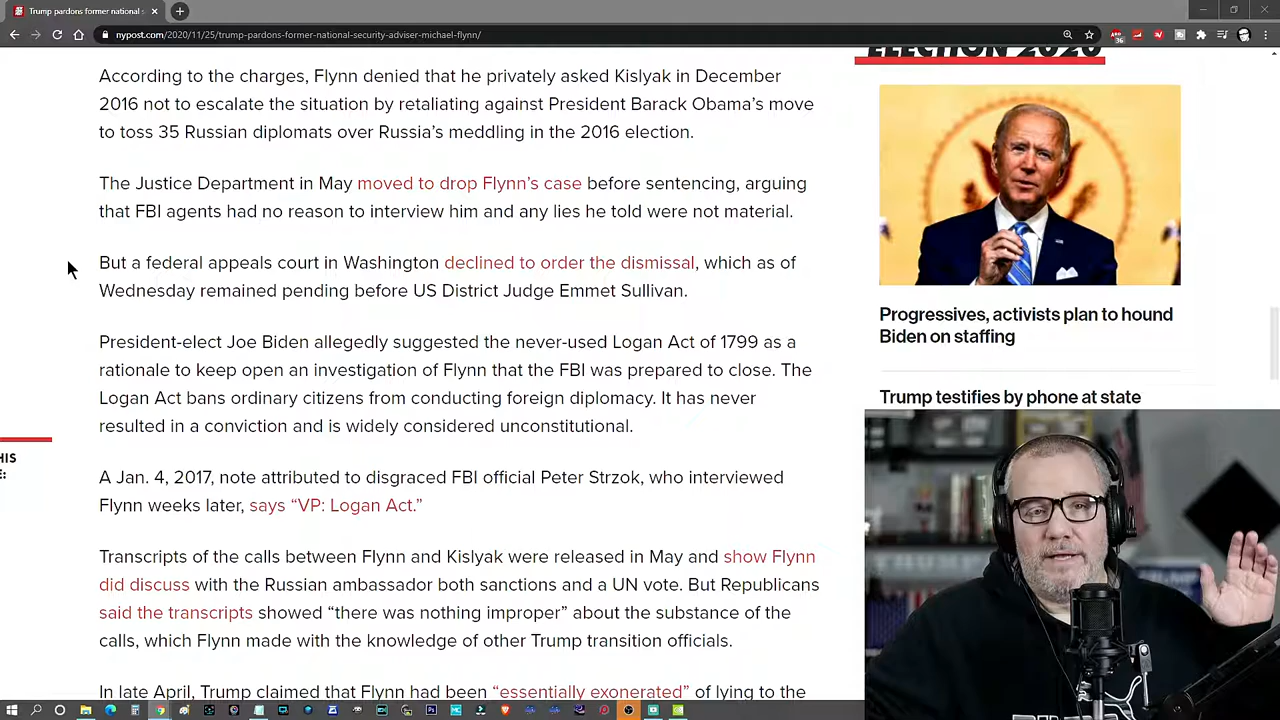 Trump pardons former national s
nypost.com/2020/11/25/trump-pardons-former-national-security-adviser-michael-flynn/
36
According to the charges, Flynn denied that he privately asked Kislyak in December
2016 not to escalate the situation by retaliating against President Barack Obama’s move
to toss 35 Russian diplomats over Russia’s meddling in the 2016 election.
The Justice Department in May moved to drop Flynn’s case before sentencing, arguing
that FBI agents had no reason to interview him and any lies he told were not material.
But a federal appeals court in Washington declined to order the dismissal, which as of
Wednesday remained pending before US District Judge Emmet Sullivan.
President-elect Joe Biden allegedly suggested the never-used Logan Act of 1799 as a
rationale to keep open an investigation of Flynn that the FBI was prepared to close. The
Logan Act bans ordinary citizens from conducting foreign diplomacy. It has never
resulted in a conviction and is widely considered unconstitutional.
HIS
E:
A Jan. 4, 2017, note attributed to disgraced FBI official Peter Strzok, who interviewed
Flynn weeks later, says “VP: Logan Act.”
Transcripts of the calls between Flynn and Kislyak were released in May and show Flynn
did discuss with the Russian ambassador both sanctions and a UN vote. But Republicans
said the transcripts showed “there was nothing improper” about the substance of the
calls, which Flynn made with the knowledge of other Trump transition officials.
In late April, Trump claimed that Flynn had been “essentially exonerated” of lying to the
ELECTION 2020
Progressives, activists plan to hound
Biden on staffing
Trump testifies by phone at state